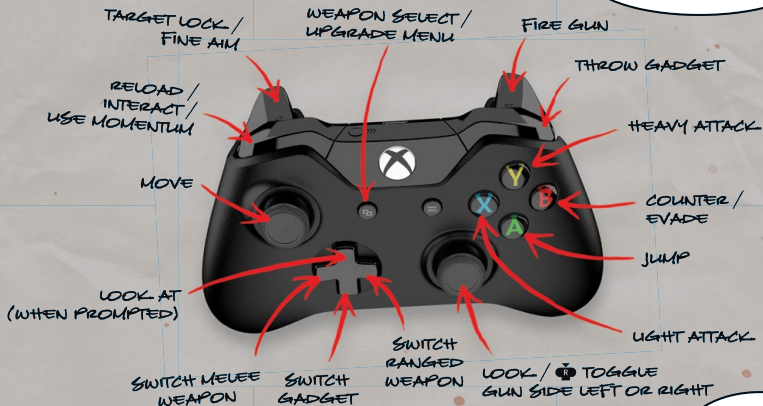 TARGET LOCK /
FINE AIM
WEAPON SELECT /
UPGRADE MENU
FIRE GUN
THROW GADGET
RELOAD /
INTERACT /
USE MOMENTUM
HEAVY ATTACK
MOVE
Y
X
B
A
COUNTER /
EVADE
JUMP
LOOK AT
(WHEN PROMPTED)
LIGHT ATTACK
SWITCH MELEE
WEAPON
SWITCH
GADGET
SWITCH
RANGED
WEAPON
LOOK / R TOGGLE
GUN SIDE LEFT OR RIGHT